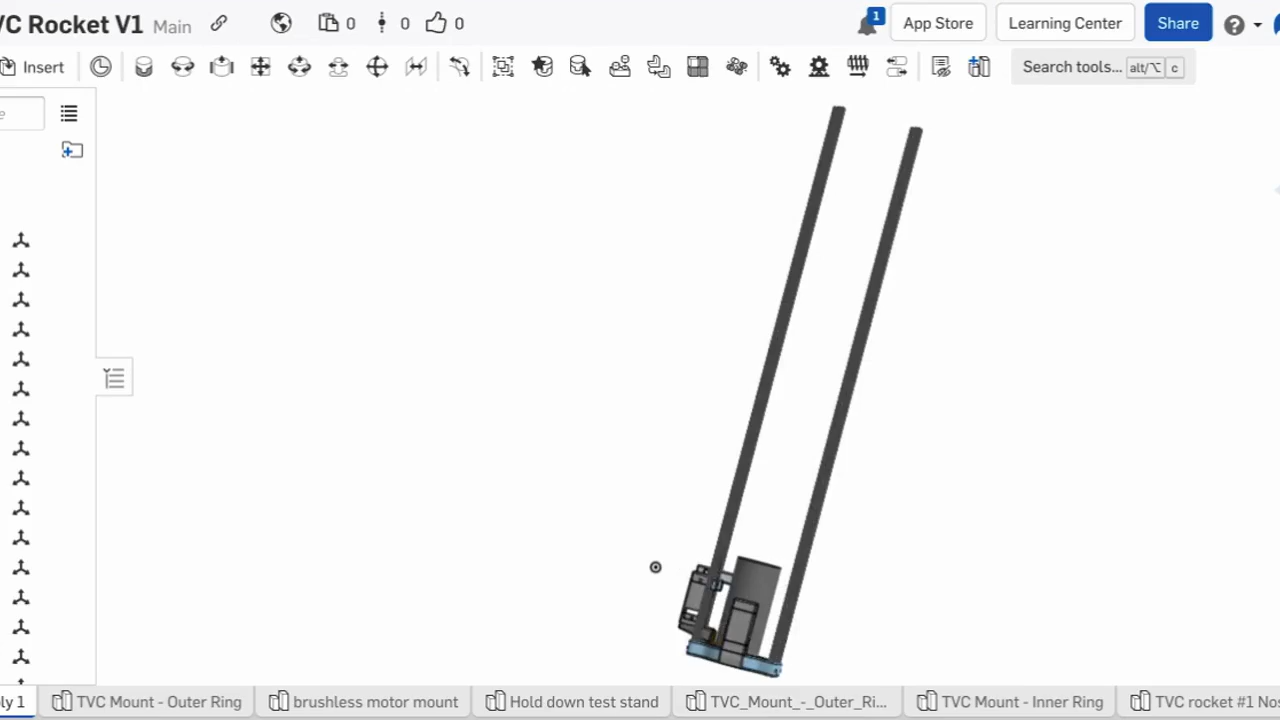 VC Rocket V1 Main 0 0 0 1 App Store Learning Center Share
Insert Search tools... alt/⌥ c
e
ly 1 TVC Mount - Outer Ring brushless motor mount Hold down test stand TVC_Mount_-_Outer_Ri... TVC Mount - Inner Ring TVC rocket #1 Nos